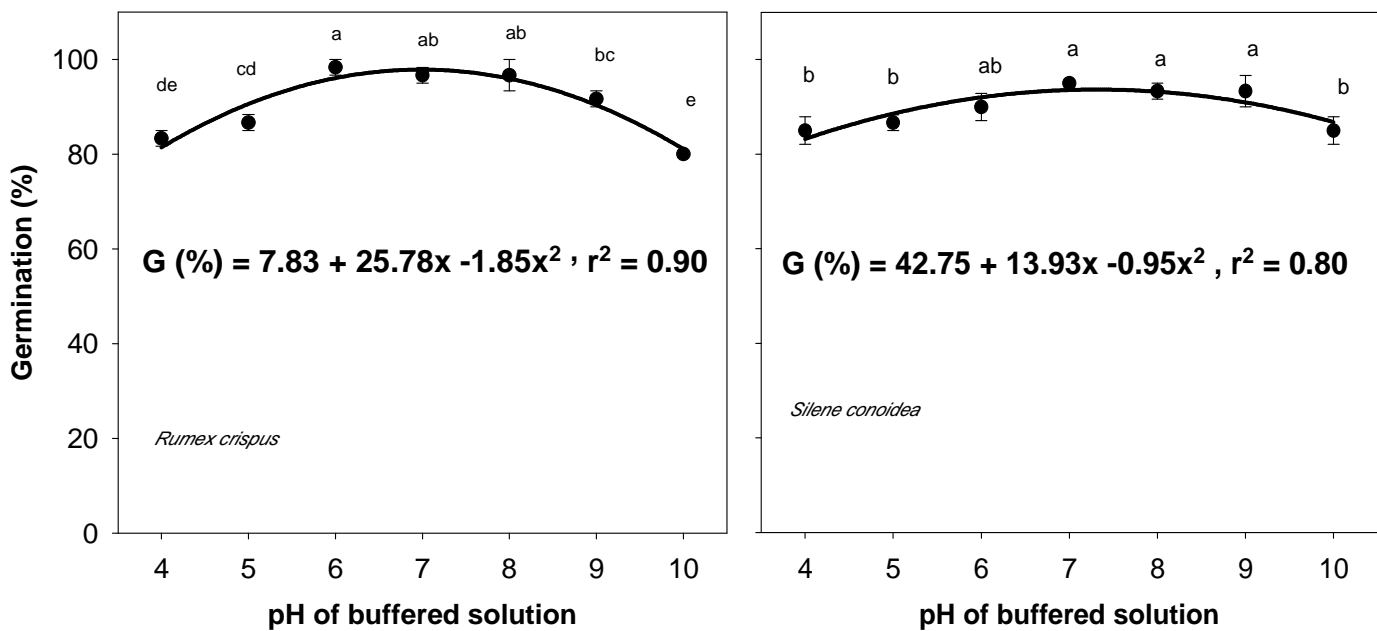 Germination (%)
100
80
60
40
20
0
de
cd
a
ab
ab
bc
e
G (%) = 7.83 + 25.78x -1.85x² , r² = 0.90
Rumex crispus
4 5 6 7 8 9 10
pH of buffered solution
b
b
ab
a
a
a
b
G (%) = 42.75 + 13.93x -0.95x² , r² = 0.80
Silene conoidea
4 5 6 7 8 9 10
pH of buffered solution